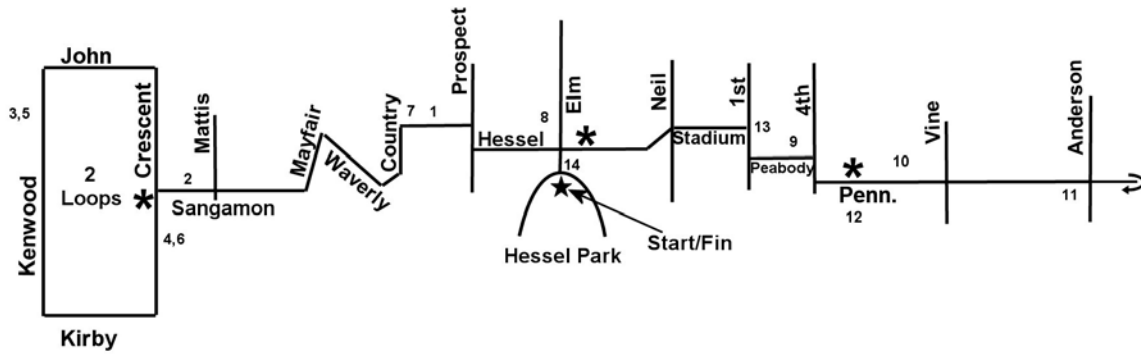 John
Kenwood
3,5
2
Loops
Crescent
*
4,6
Kirby
2
Mattis
Sangamon
Mayfair
Waverly
Country
7
1
Prospect
Hessel
8
Elm
*
14
Hessel Park
Start/Fin
Neil
Stadium
1st
13
9
Peabody
4th
*
Penn.
10
12
Vine
Anderson
11